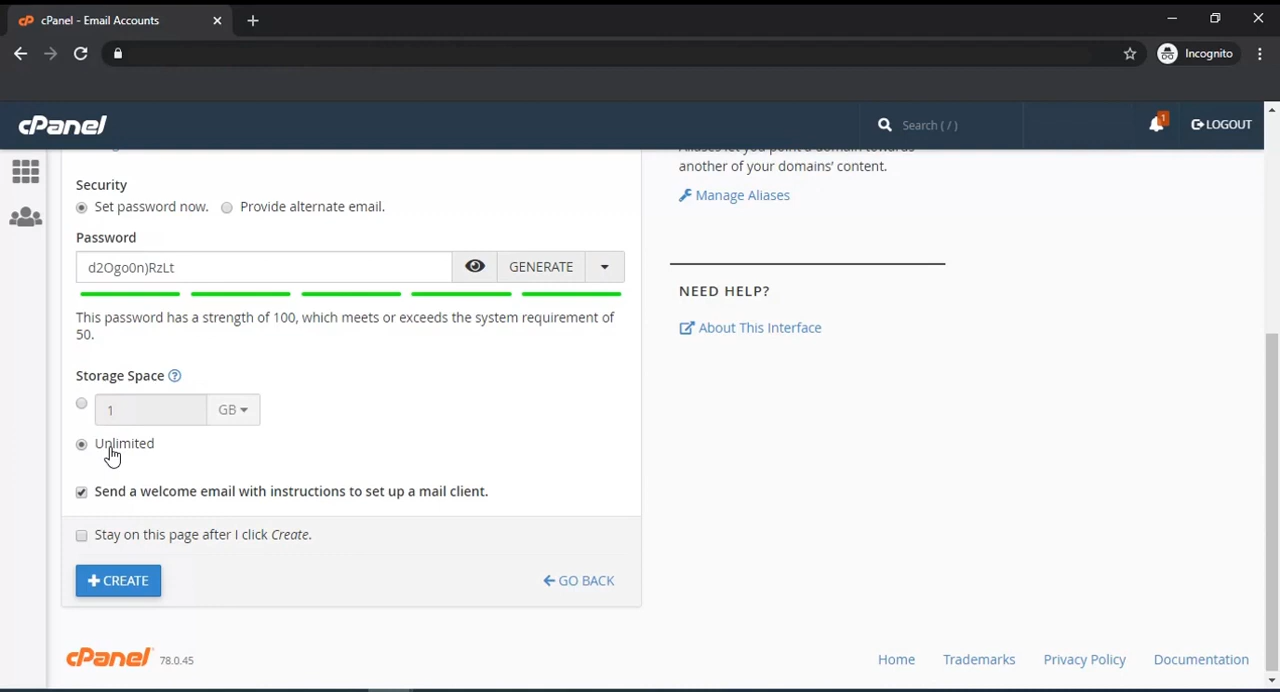 cPanel - Email Accounts
Incognito
cPanel
Search ( / )
1
LOGOUT
another of your domains' content.
Manage Aliases
Security
Set password now.
Provide alternate email.
Password
d2Ogo0n)RzLt
GENERATE
This password has a strength of 100, which meets or exceeds the system requirement of
50.
NEED HELP?
About This Interface
Storage Space
1
GB
Unlimited
Send a welcome email with instructions to set up a mail client.
Stay on this page after I click Create.
CREATE
GO BACK
cPanel 78.0.45
Home
Trademarks
Privacy Policy
Documentation